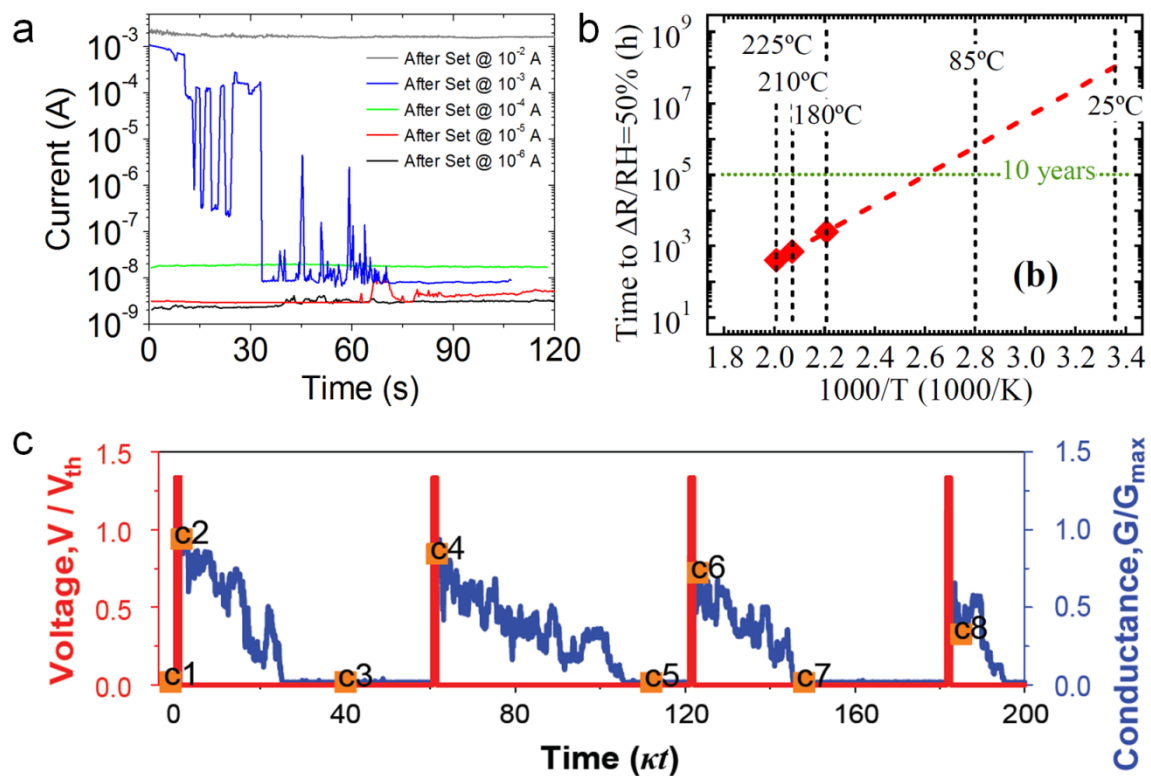 a
Current (A)
10⁻³
10⁻⁴
10⁻⁵
10⁻⁶
10⁻⁷
10⁻⁸
10⁻⁹
After Set @ 10⁻² A
After Set @ 10⁻³ A
After Set @ 10⁻⁴ A
After Set @ 10⁻⁵ A
After Set @ 10⁻⁶ A
0 30 60 90 120
Time (s)
b
Time to ΔR/RH=50% (h)
10⁹
10⁷
10⁵
10³
10¹
225ºC
210ºC
180ºC
85ºC
25ºC
10 years
(b)
1.8 2.0 2.2 2.4 2.6 2.8 3.0 3.2 3.4
1000/T (1000/K)
c
Voltage,V / Vth
1.5
1.0
0.5
0.0
c1
c2
c3
c4
c5
c6
c7
c8
1.5
1.0
0.5
0.0
Conductance,G/Gmax
0 40 80 120 160 200
Time (κt)